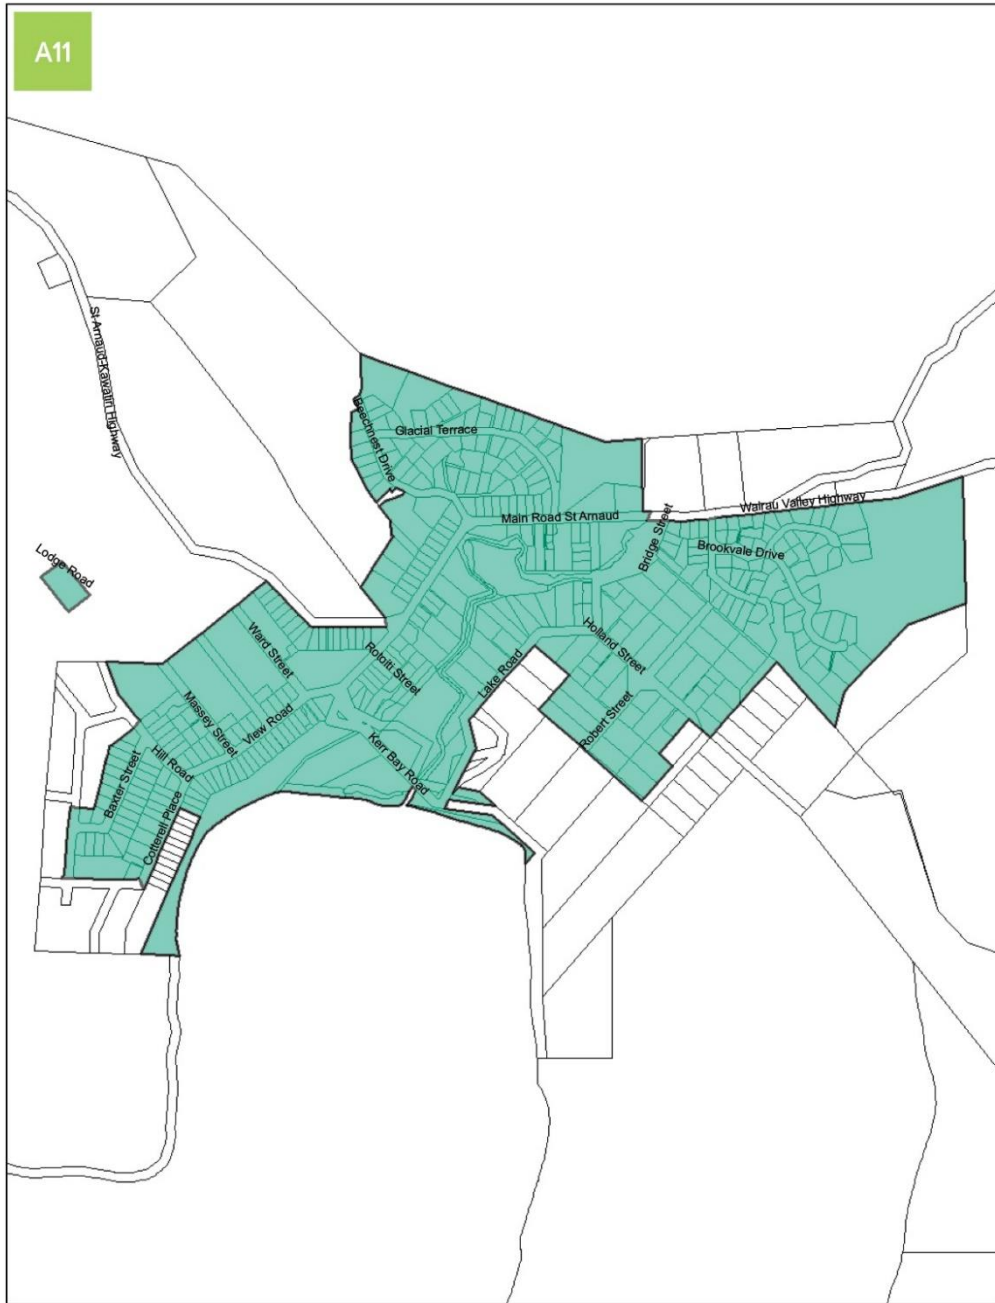 A11
St Arnaud-Kawatiri Highway
Beechnest Drive
Glacial Terrace
Main Road St Arnaud
Wairau Valley Highway
Bridge Street
Brookvale Drive
Lodge Road
Ward Street
Rotoiti Street
Holland Street
Lake Road
Massey Street
View Road
Robert Street
Hill Road
Kerr Bay Road
Baxter Street
Cotterell Place